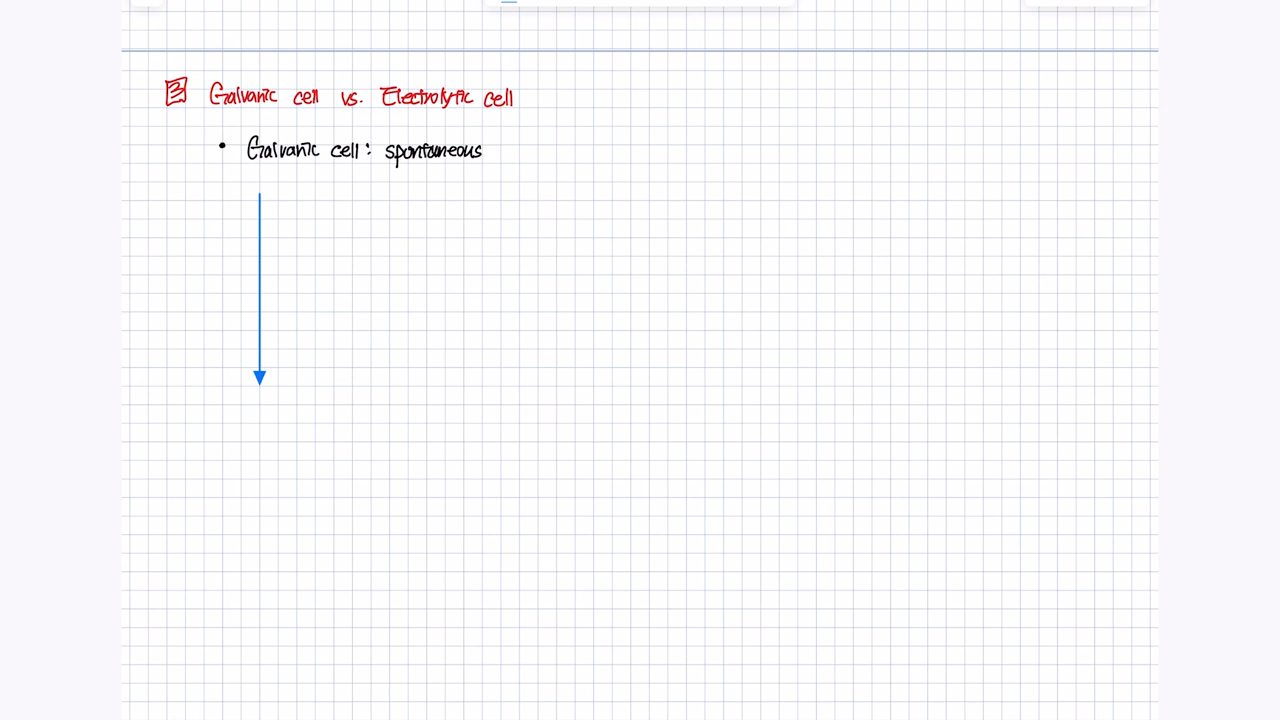 3 Galvanic cell vs. Electrolytic cell
• Galvanic cell : spontaneous